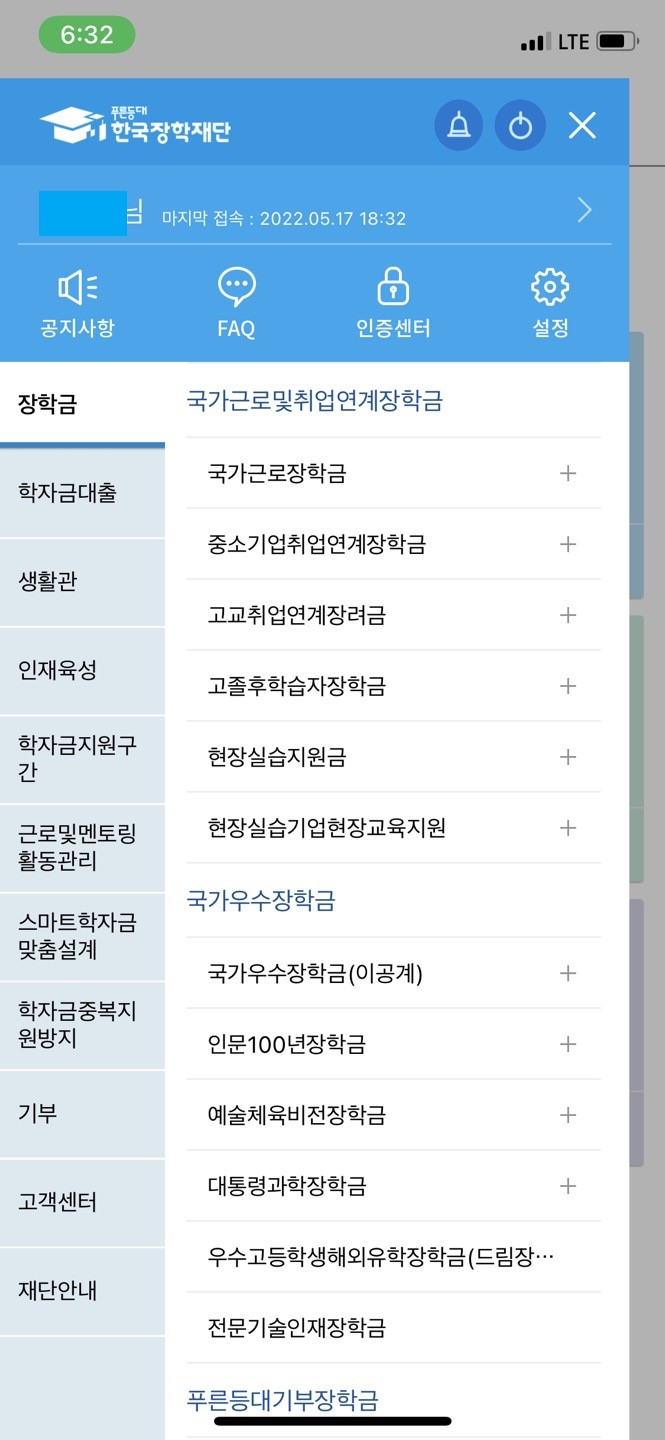 6:32
LTE
푸른등대
한국장학재단
님 마지막 접속 : 2022.05.17 18:32
공지사항 FAQ 인증센터 설정
장학금
학자금대출
생활관
인재육성
학자금지원구
간
근로및멘토링
활동관리
스마트학자금
맞춤설계
학자금중복지
원방지
기부
고객센터
재단안내
국가근로및취업연계장학금
국가근로장학금
중소기업취업연계장학금
고교취업연계장려금
고졸후학습자장학금
현장실습지원금
현장실습기업현장교육지원
국가우수장학금
국가우수장학금(이공계)
인문100년장학금
예술체육비전장학금
대통령과학장학금
우수고등학생해외유학장학금(드림장…
전문기술인재장학금
푸른등대기부장학금